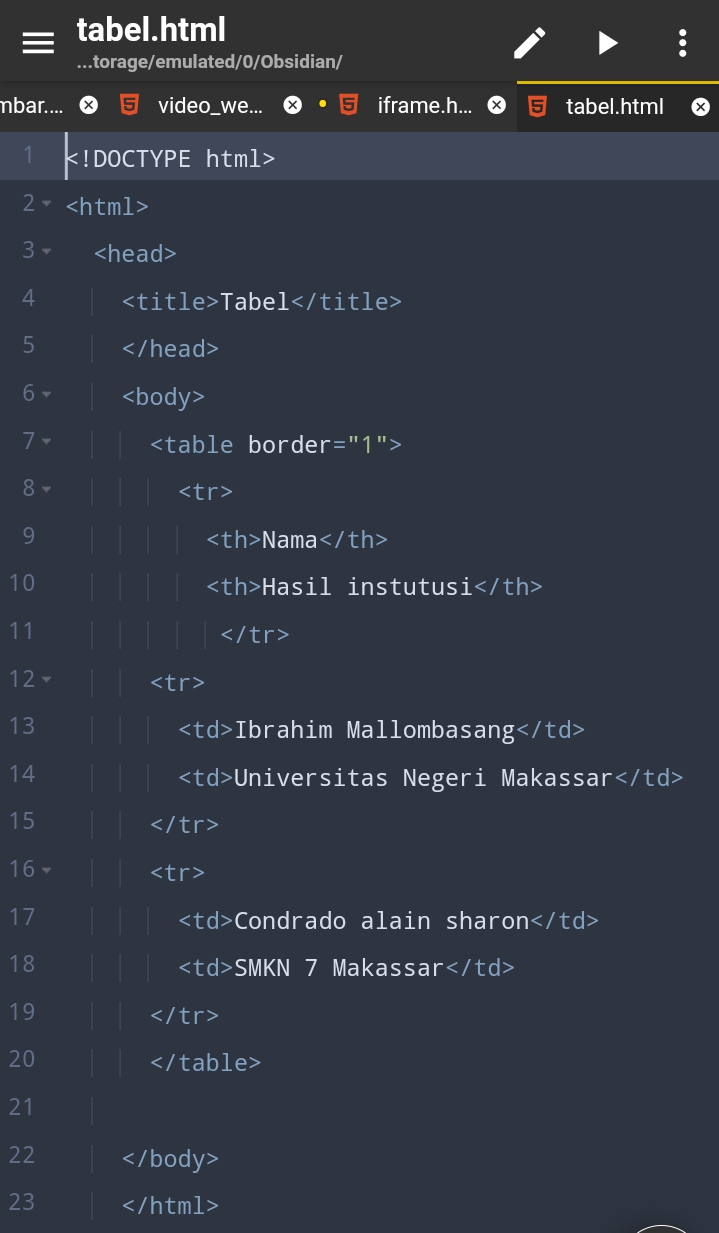 tabel.html
...torage/emulated/0/Obsidian/
mbar.... video_we... iframe.h... tabel.html
1 <!DOCTYPE html>
2 <html>
3 <head>
4 <title>Tabel</title>
5 </head>
6 <body>
7 <table border="1">
8 <tr>
9 <th>Nama</th>
10 <th>Hasil instutusi</th>
11 </tr>
12 <tr>
13 <td>Ibrahim Mallombasang</td>
14 <td>Universitas Negeri Makassar</td>
15 </tr>
16 <tr>
17 <td>Condrado alain sharon</td>
18 <td>SMKN 7 Makassar</td>
19 </tr>
20 </table>
21
22 </body>
23 </html>